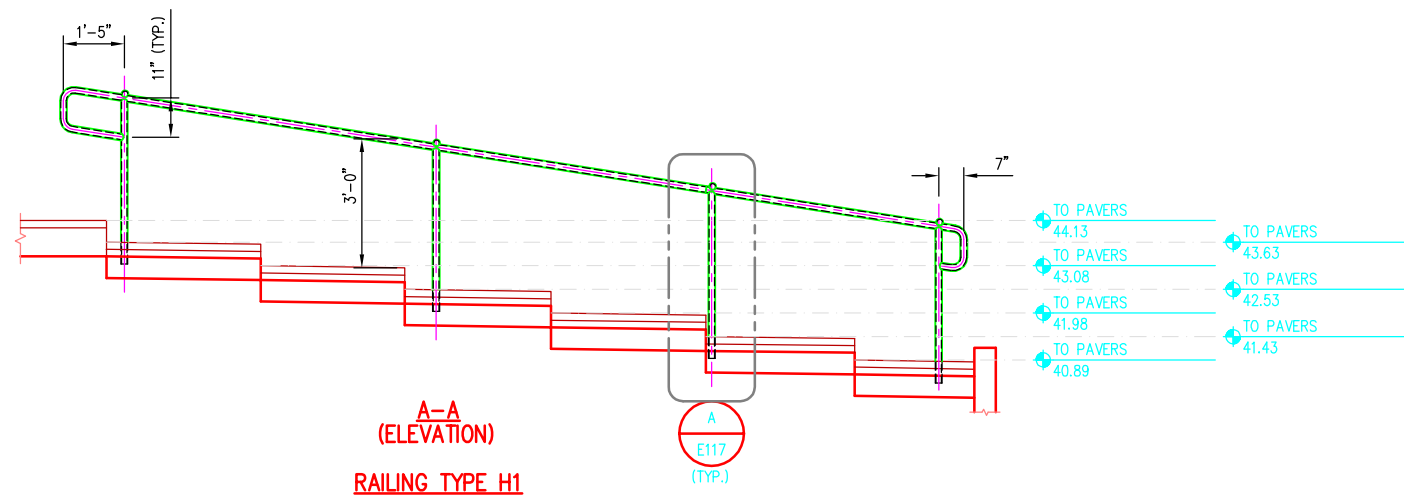 1'-5"
11" (TYP.)
3'-0"
7"
TO PAVERS
44.13
TO PAVERS
43.63
TO PAVERS
43.08
TO PAVERS
42.53
TO PAVERS
41.98
TO PAVERS
41.43
TO PAVERS
40.89
A-A
(ELEVATION)
RAILING TYPE H1
A
E117
(TYP.)